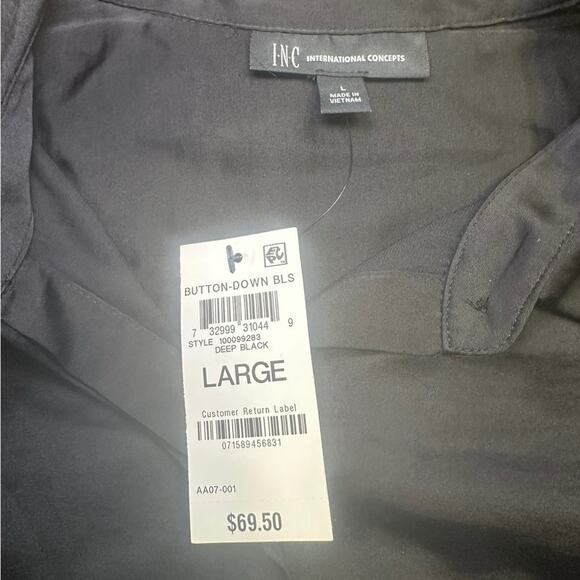 I·N·C INTERNATIONAL CONCEPTS
L
MADE IN
VIETNAM
BUTTON-DOWN BLS
7 32999 31044 9
STYLE 100099283
DEEP BLACK
LARGE
Customer Return Label
071589456831
AA07-001
$69.50